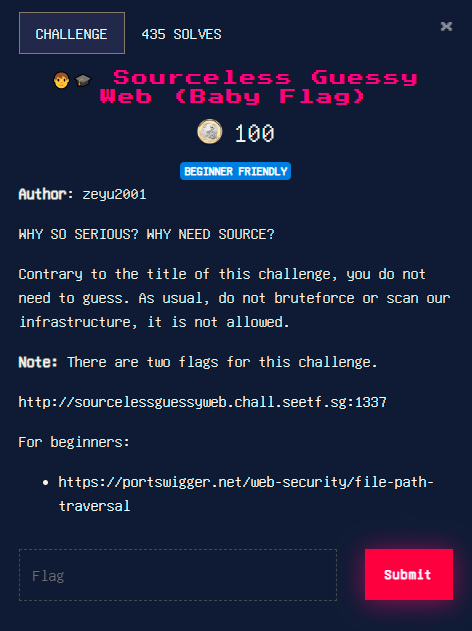 CHALLENGE 435 SOLVES ×
Sourceless Guessy
Web (Baby Flag)
100
BEGINNER FRIENDLY
Author: zeyu2001
WHY SO SERIOUS? WHY NEED SOURCE?
Contrary to the title of this challenge, you do not
need to guess. As usual, do not bruteforce or scan our
infrastructure, it is not allowed.
Note: There are two flags for this challenge.
http://sourcelessguessyweb.chall.seetf.sg:1337
For beginners:
• https://portswigger.net/web-security/file-path-
traversal
Flag Submit